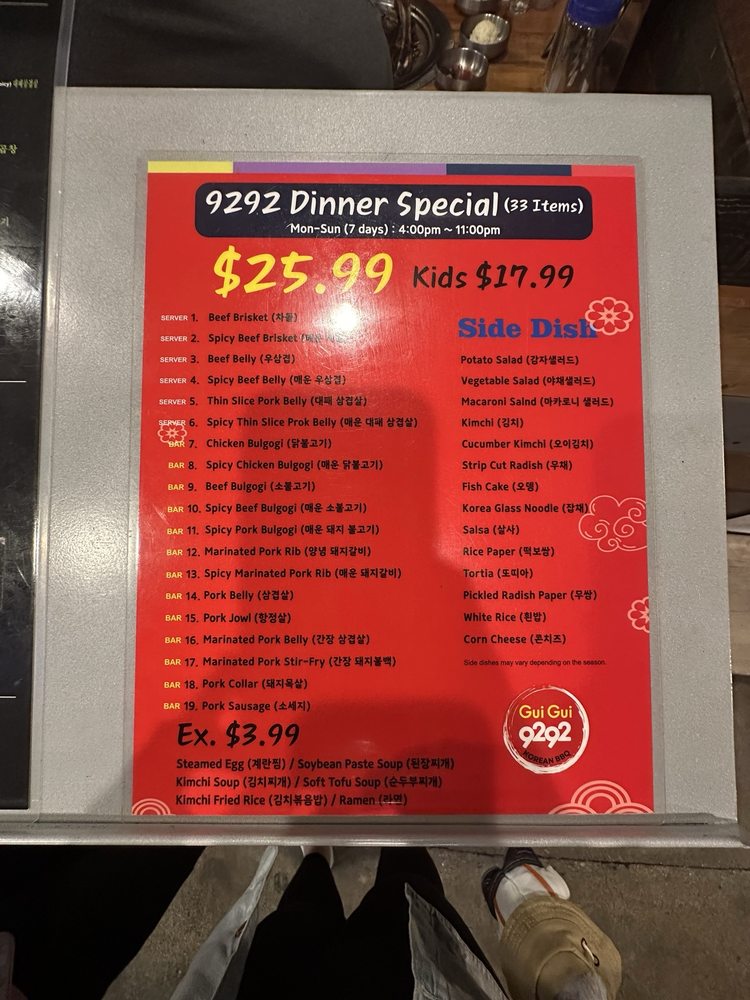 9292 Dinner Special (33 Items)
Mon-Sun (7 days) : 4:00pm ~ 11:00pm
$25.99 Kids $17.99
SERVER 1. Beef Brisket (차돌)
SERVER 2. Spicy Beef Brisket
SERVER 3. Beef Belly (우삼겹)
SERVER 4. Spicy Beef Belly (매운 우삼겹)
SERVER 5. Thin Slice Pork Belly (대패 삼겹살)
SERVER 6. Spicy Thin Slice Prok Belly (매운 대패 삼겹살)
BAR 7. Chicken Bulgogi (닭불고기)
BAR 8. Spicy Chicken Bulgogi (매운 닭불고기)
BAR 9. Beef Bulgogi (소불고기)
BAR 10. Spicy Beef Bulgogi (매운 소불고기)
BAR 11. Spicy Pork Bulgogi (매운 돼지 불고기)
BAR 12. Marinated Pork Rib (양념 돼지갈비)
BAR 13. Spicy Marinated Pork Rib (매운 돼지갈비)
BAR 14. Pork Belly (삼겹살)
BAR 15. Pork Jowl (항정살)
BAR 16. Marinated Pork Belly (간장 삼겹살)
BAR 17. Marinated Pork Stir-Fry (간장 돼지불백)
BAR 18. Pork Collar (돼지목살)
BAR 19. Pork Sausage (소세지)
Ex. $3.99
Steamed Egg (계란찜) / Soybean Paste Soup (된장찌개)
Kimchi Soup (김치찌개) / Soft Tofu Soup (순두부찌개)
Kimchi Fried Rice (김치볶음밥) / Ramen (라면)
Side Dish
Potato Salad (감자샐러드)
Vegetable Salad (야채샐러드)
Macaroni Salnd (마카로니 샐러드)
Kimchi (김치)
Cucumber Kimchi (오이김치)
Strip Cut Radish (무채)
Fish Cake (오뎅)
Korea Glass Noodle (잡채)
Salsa (살사)
Rice Paper (떡보쌈)
Tortia (또띠아)
Pickled Radish Paper (무쌈)
White Rice (흰밥)
Corn Cheese (콘치즈)
Side dishes may vary depending on the season.
Gui Gui
9292
KOREAN BBQ